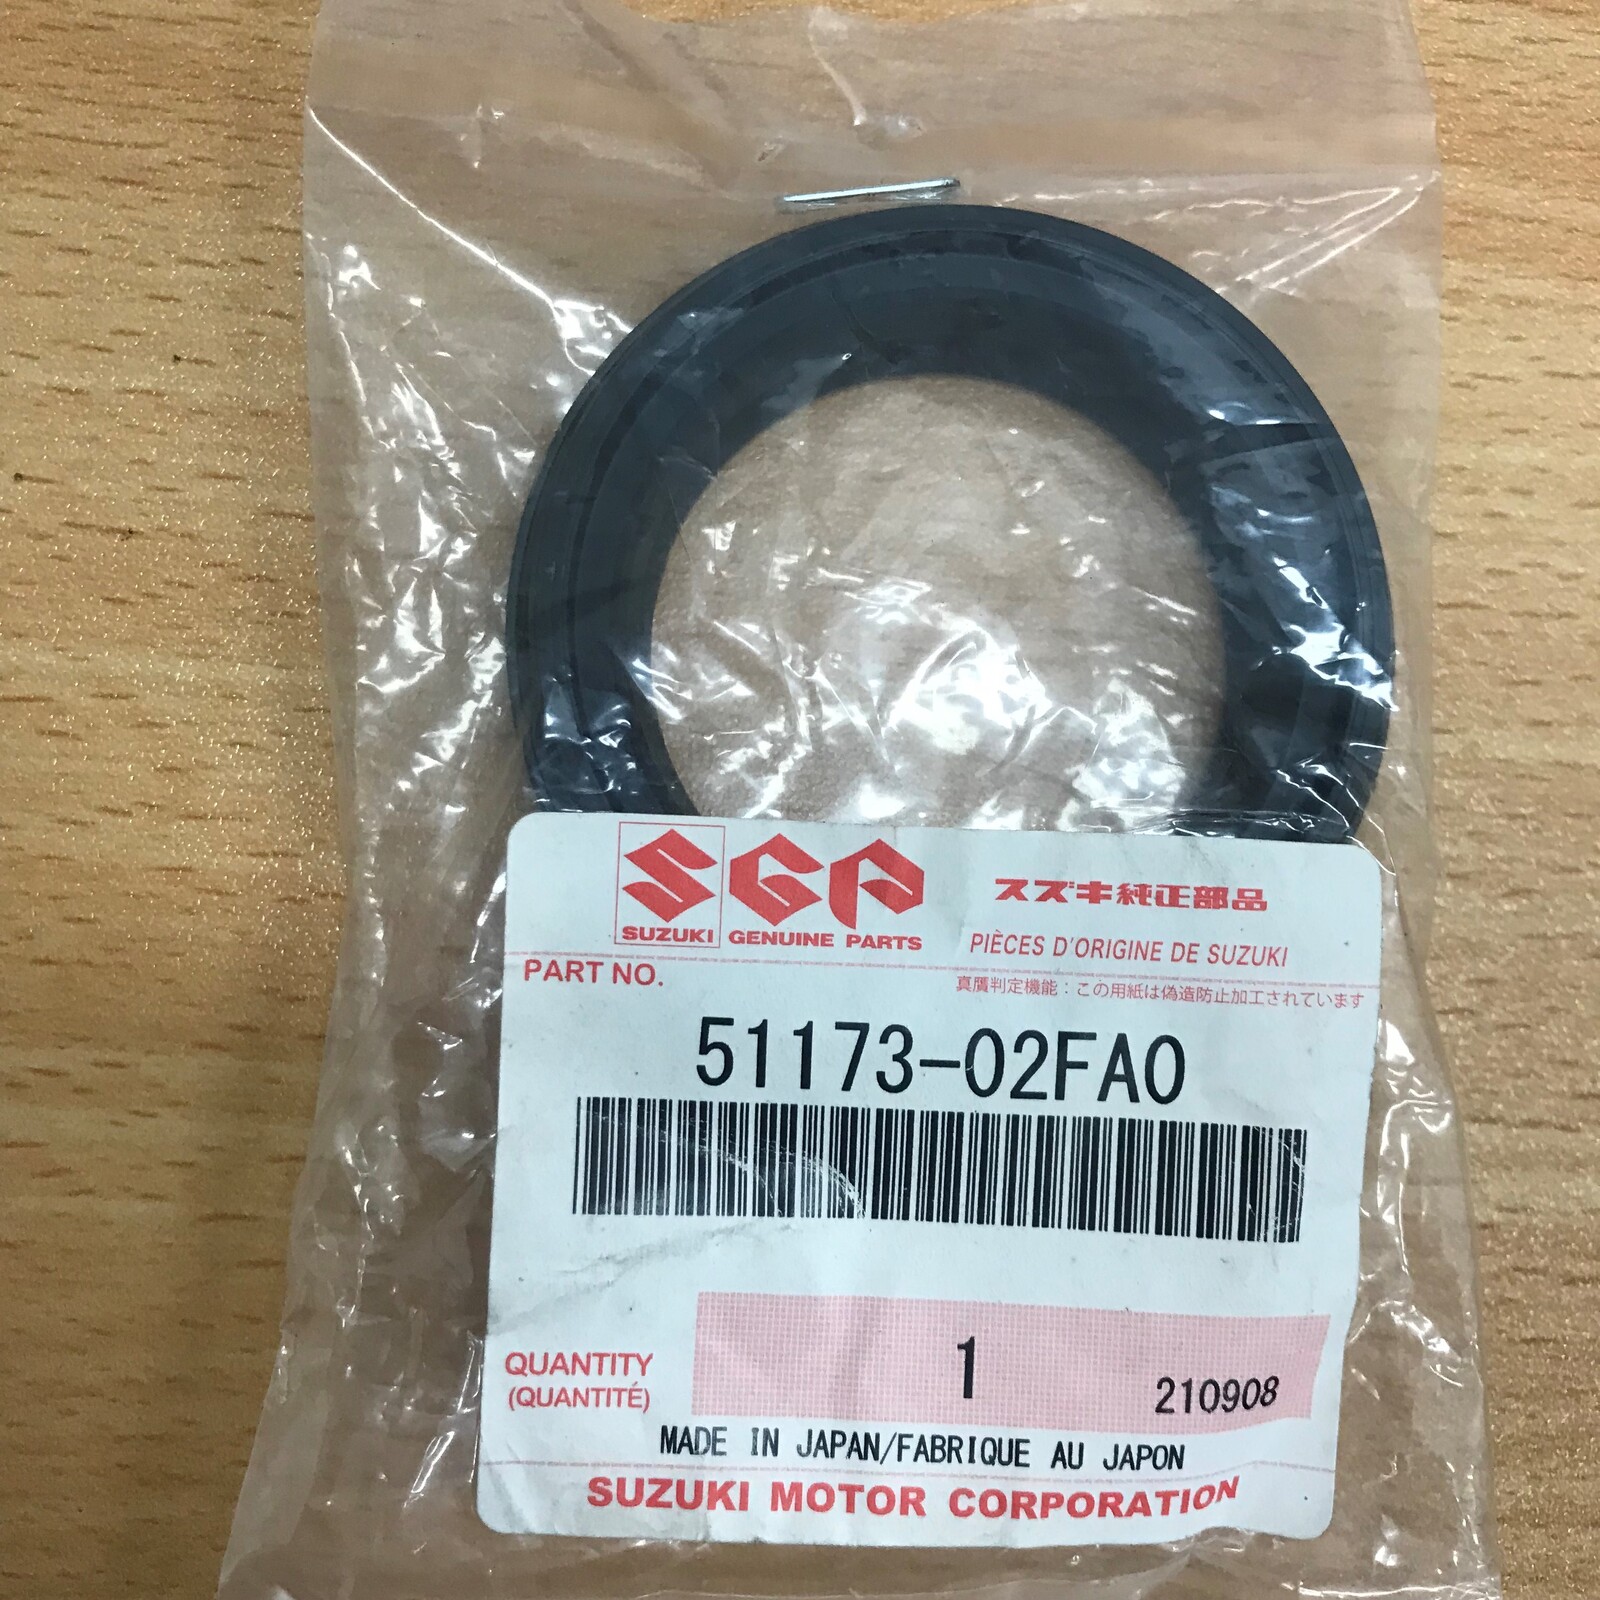 SGP
スズキ純正部品
SUZUKI GENUINE PARTS
PIÈCES D'ORIGINE DE SUZUKI
PART NO.
真贋判定機能：この用紙は偽造防止加工されています
51173-02FA0
QUANTITY
(QUANTITÉ)
1
210908
MADE IN JAPAN/FABRIQUE AU JAPON
SUZUKI MOTOR CORPORATION